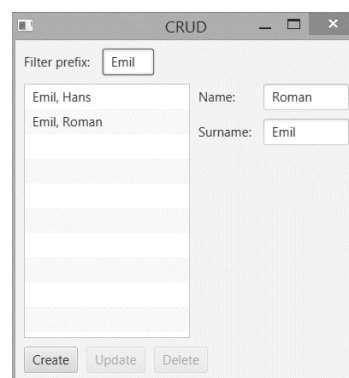 CRUD
Filter prefix: Emil
Emil, Hans
Emil, Roman
Name: Roman
Surname: Emil
Create Update Delete